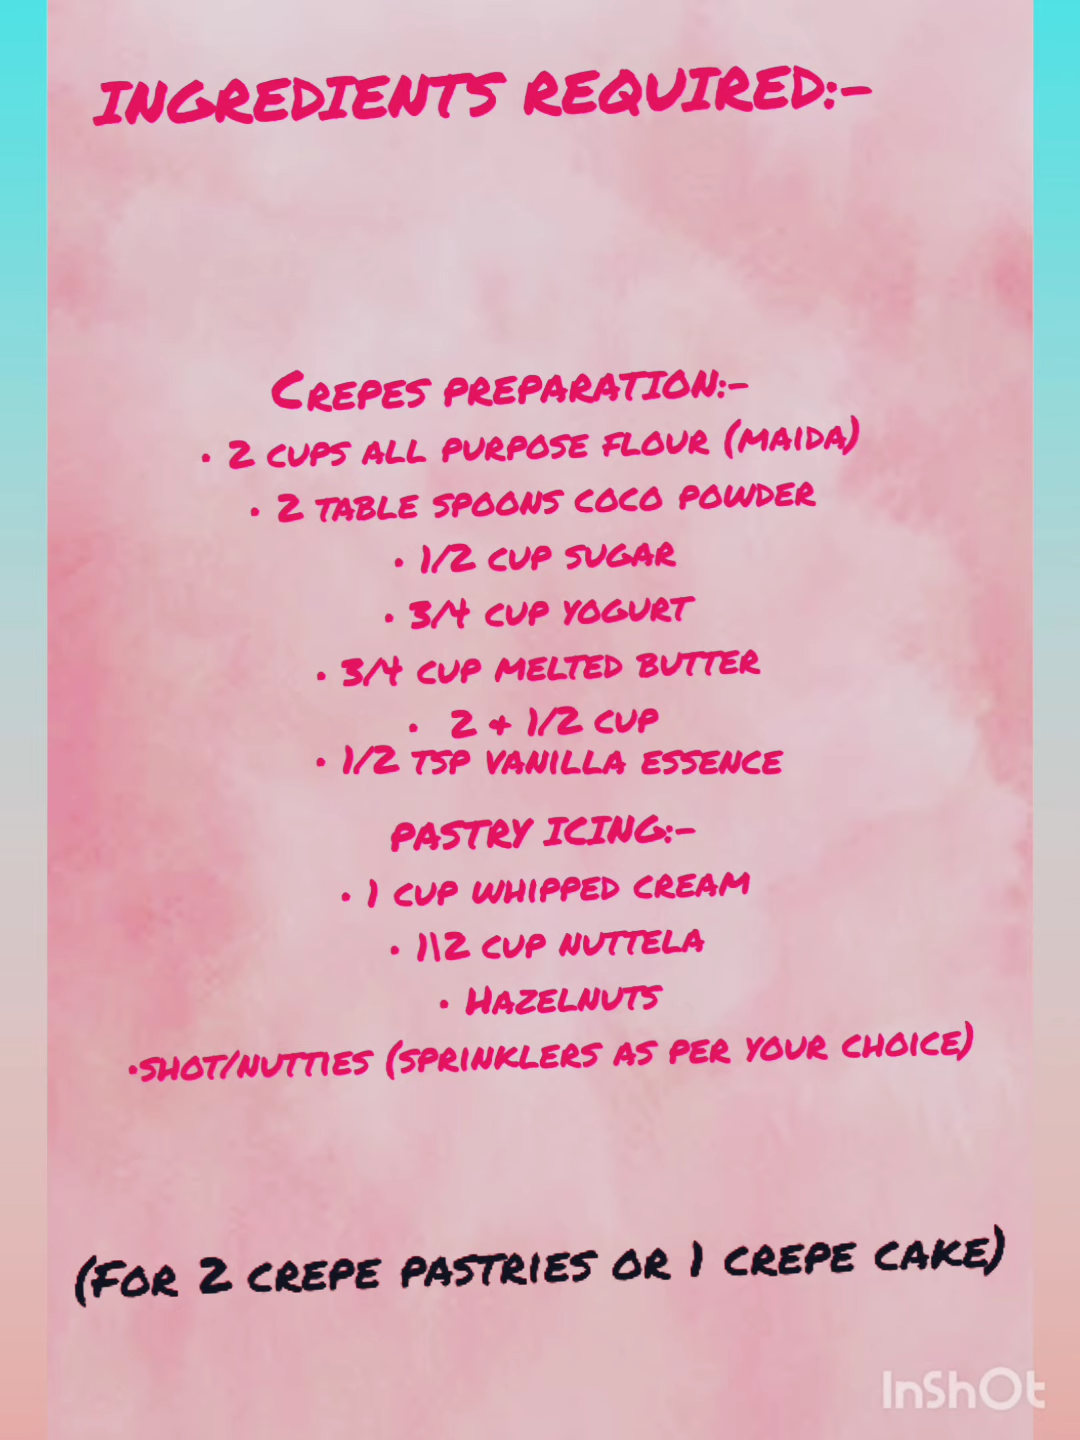 INGREDIENTS REQUIRED:-
CREPES PREPARATION:-
• 2 CUPS ALL PURPOSE FLOUR (MAIDA)
• 2 TABLE SPOONS COCO POWDER
• 1/2 CUP SUGAR
• 3/4 CUP YOGURT
• 3/4 CUP MELTED BUTTER
• 2 & 1/2 CUP
• 1/2 TSP VANILLA ESSENCE
PASTRY ICING:-
• 1 CUP WHIPPED CREAM
• 1\2 CUP NUTTELA
• HAZELNUTS
•SHOT/NUTTIES (SPRINKLERS AS PER YOUR CHOICE)
(FOR 2 CREPE PASTRIES OR 1 CREPE CAKE)
InShOt